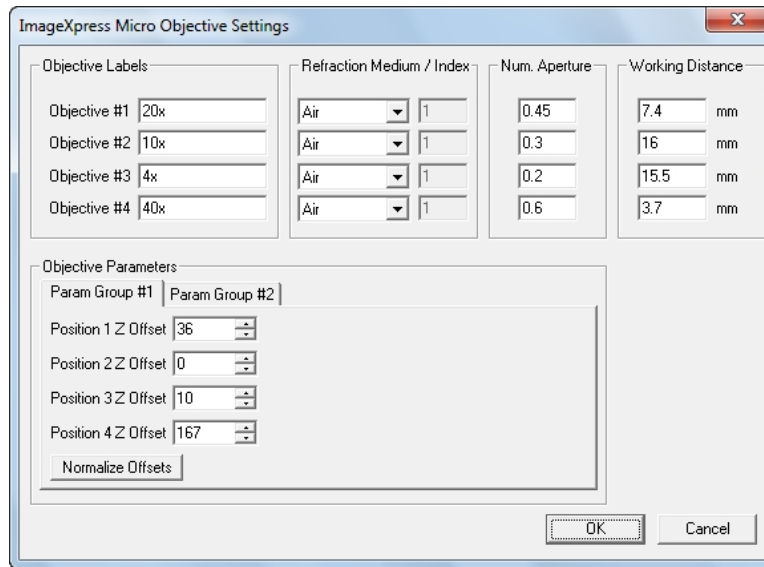 ImageXpress Micro Objective Settings
Objective Labels Refraction Medium / Index Num. Aperture Working Distance
Objective #1 20x Air 1 0.45 7.4 mm
Objective #2 10x Air 1 0.3 16 mm
Objective #3 4x Air 1 0.2 15.5 mm
Objective #4 40x Air 1 0.6 3.7 mm
Objective Parameters
Param Group #1 Param Group #2
Position 1 Z Offset 36
Position 2 Z Offset 0
Position 3 Z Offset 10
Position 4 Z Offset 167
Normalize Offsets
OK Cancel